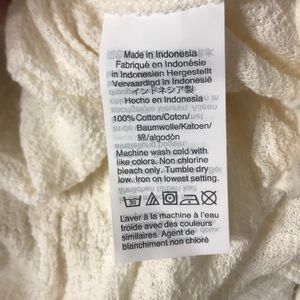 Made in Indonesia
Fabriqué en Indonésie
in Indonesien Hergestellt
Vervaardigd in Indonesië
インドネシア製
Hecho en Indonesia
100% Cotton/Coton/
Baumwolle/Katoen/
綿/algodón
Machine wash cold with
like colors. Non chlorine
bleach only. Tumble dry
low. Iron on lowest setting.
30
Laver à la machine à l'eau
froide avec des couleurs
similaires. Agent de
blanchiment non chloré